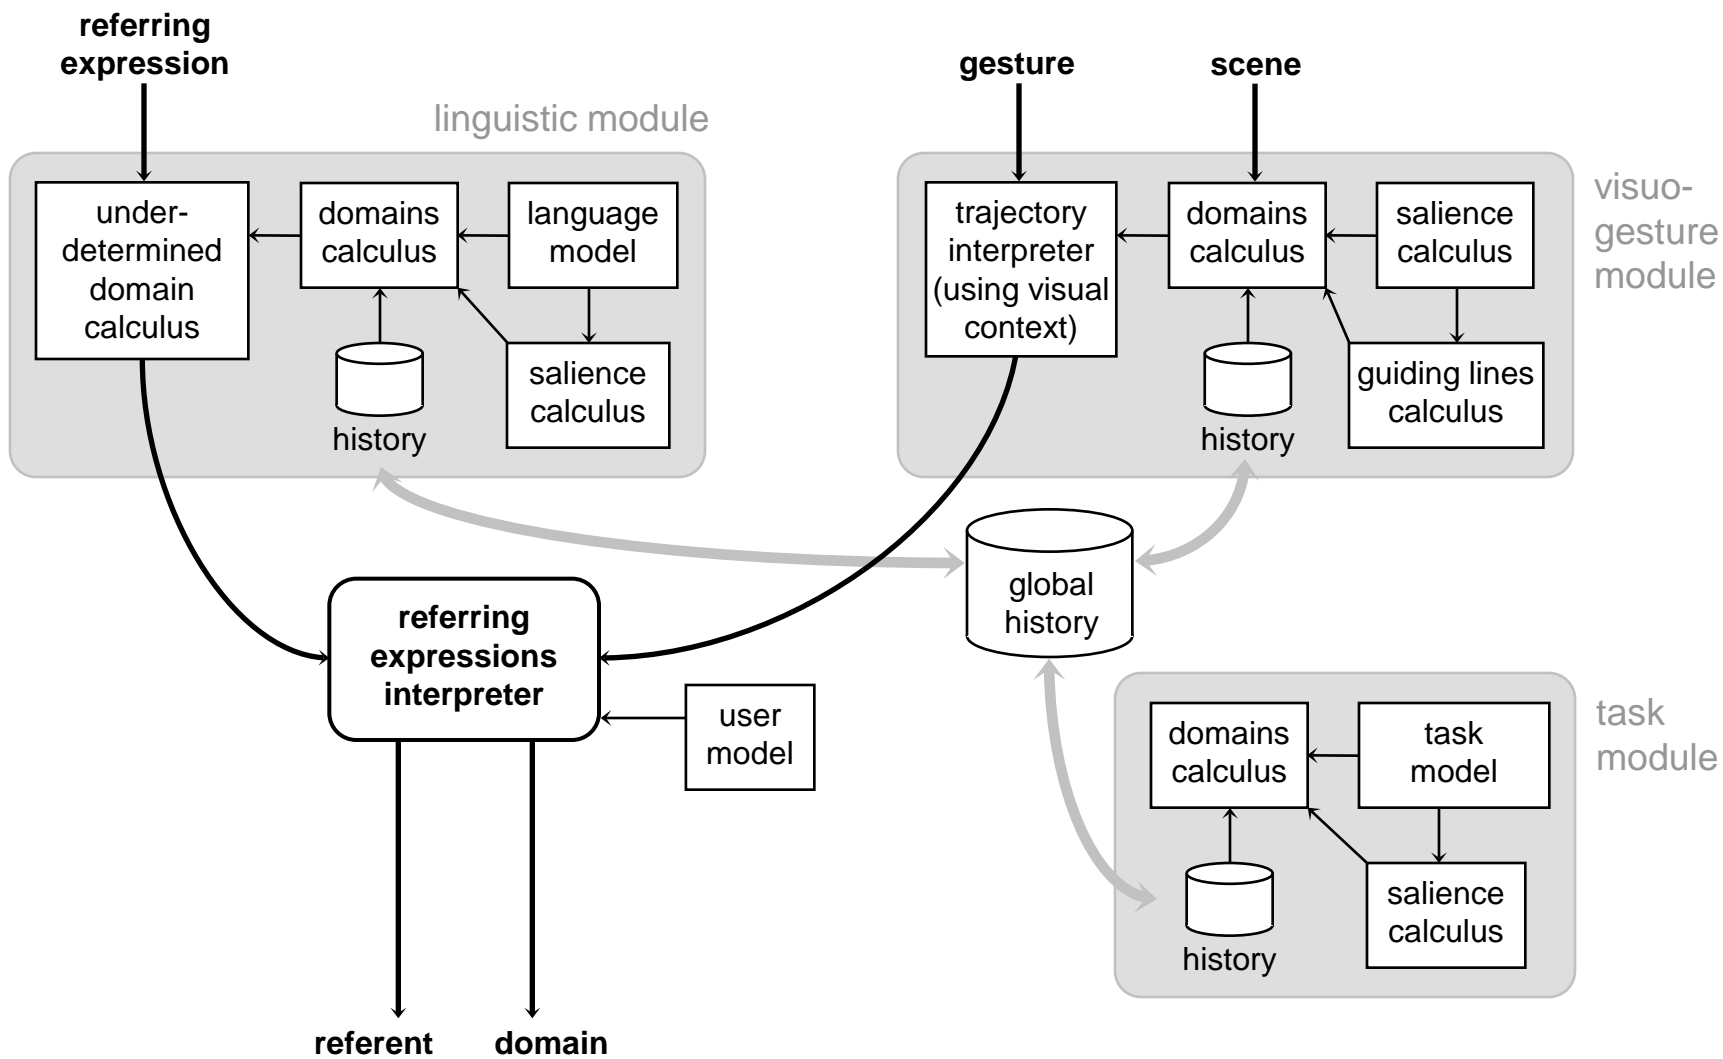 referring
expression
linguistic module
under-
determined
domain
calculus
domains
calculus
language
model
salience
calculus
history
gesture
scene
visuo-
gesture
module
trajectory
interpreter
(using visual
context)
domains
calculus
salience
calculus
guiding lines
calculus
history
global
history
referring
expressions
interpreter
user
model
task
module
domains
calculus
task
model
salience
calculus
history
referent
domain